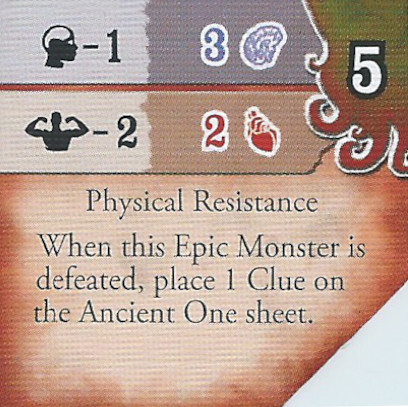 -1 3 5
-2 2
Physical Resistance
When this Epic Monster is
defeated, place 1 Clue on
the Ancient One sheet.